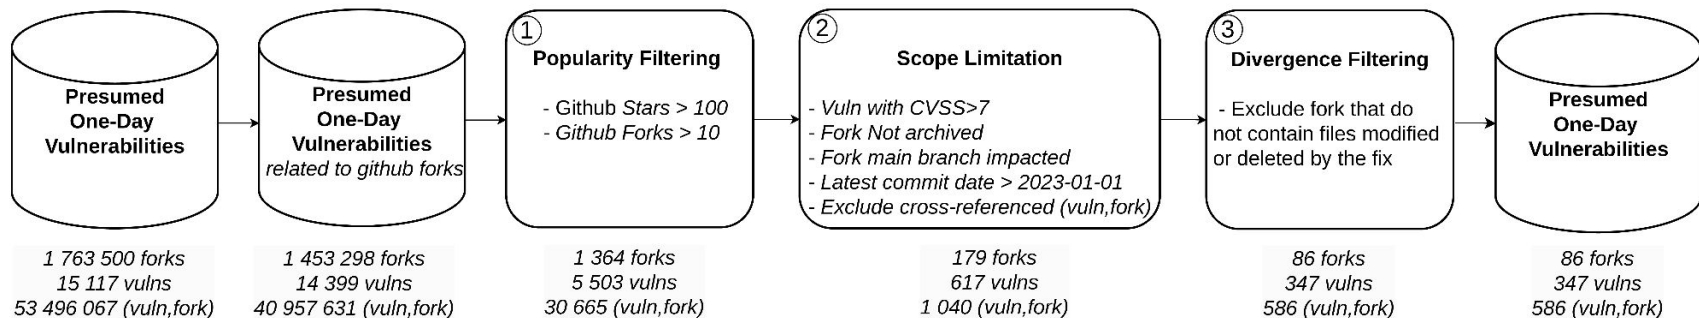 Presumed
One-Day
Vulnerabilities
1 763 500 forks
15 117 vulns
53 496 067 (vuln,fork)
Presumed
One-Day
Vulnerabilities
related to github forks
1 453 298 forks
14 399 vulns
40 957 631 (vuln,fork)
1
Popularity Filtering
- Github Stars > 100
- Github Forks > 10
1 364 forks
5 503 vulns
30 665 (vuln,fork)
2
Scope Limitation
- Vuln with CVSS>7
- Fork Not archived
- Fork main branch impacted
- Latest commit date > 2023-01-01
- Exclude cross-referenced (vuln,fork)
179 forks
617 vulns
1 040 (vuln,fork)
3
Divergence Filtering
- Exclude fork that do
not contain files modified
or deleted by the fix
86 forks
347 vulns
586 (vuln,fork)
Presumed
One-Day
Vulnerabilities
86 forks
347 vulns
586 (vuln,fork)